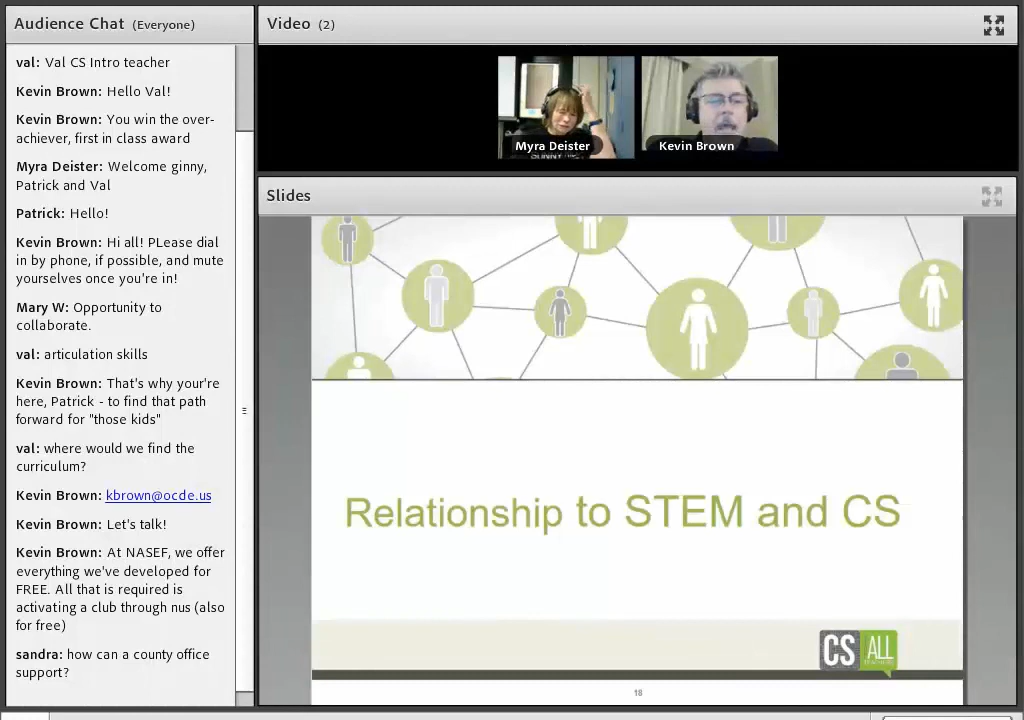 Audience Chat (Everyone)
val: Val CS Intro teacher
Kevin Brown: Hello Val!
Kevin Brown: You win the over-
achiever, first in class award
Myra Deister: Welcome ginny,
Patrick and Val
Patrick: Hello!
Kevin Brown: Hi all! PLease dial
in by phone, if possible, and mute
yourselves once you're in!
Mary W: Opportunity to
collaborate.
val: articulation skills
Kevin Brown: That's why your're
here, Patrick - to find that path
forward for "those kids"
val: where would we find the
curriculum?
Kevin Brown: kbrown@ocde.us
Kevin Brown: Let's talk!
Kevin Brown: At NASEF, we offer
everything we've developed for
FREE. All that is required is
activating a club through nus (also
for free)
sandra: how can a county office
support?
Video (2)
Myra Deister
Kevin Brown
Slides
Relationship to STEM and CS
CS ALL
18